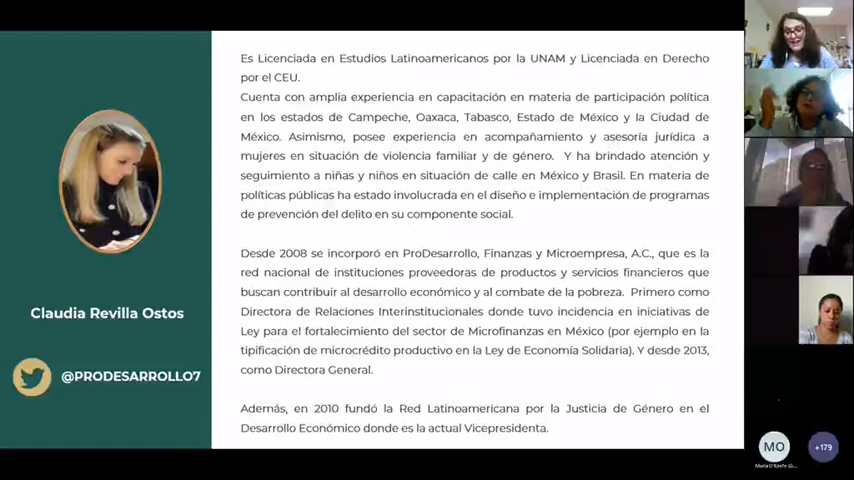 Es Licenciada en Estudios Latinoamericanos por la UNAM y Licenciada en Derecho
por el CEU.
Cuenta con amplia experiencia en capacitación en materia de participación política
en los estados de Campeche, Oaxaca, Tabasco, Estado de México y la Ciudad de
México. Asimismo, posee experiencia en acompañamiento y asesoría jurídica a
mujeres en situación de violencia familiar y de género. Y ha brindado atención y
seguimiento a niñas y niños en situación de calle en México y Brasil. En materia de
políticas públicas ha estado involucrada en el diseño e implementación de programas
de prevención del delito en su componente social.
Desde 2008 se incorporó en ProDesarrollo, Finanzas y Microempresa, A.C., que es la
red nacional de instituciones proveedoras de productos y servicios financieros que
buscan contribuir al desarrollo económico y al combate de la pobreza. Primero como
Directora de Relaciones Interinstitucionales donde tuvo incidencia en iniciativas de
Ley para el fortalecimiento del sector de Microfinanzas en México (por ejemplo en la
tipificación de microcrédito productivo en la Ley de Economía Solidaria). Y desde 2013,
como Directora General.
Además, en 2010 fundó la Red Latinoamericana por la Justicia de Género en el
Desarrollo Económico donde es la actual Vicepresidenta.
Claudia Revilla Ostos
@PRODESARROLLO7
MO
+179
Maria O'Keefe (G...